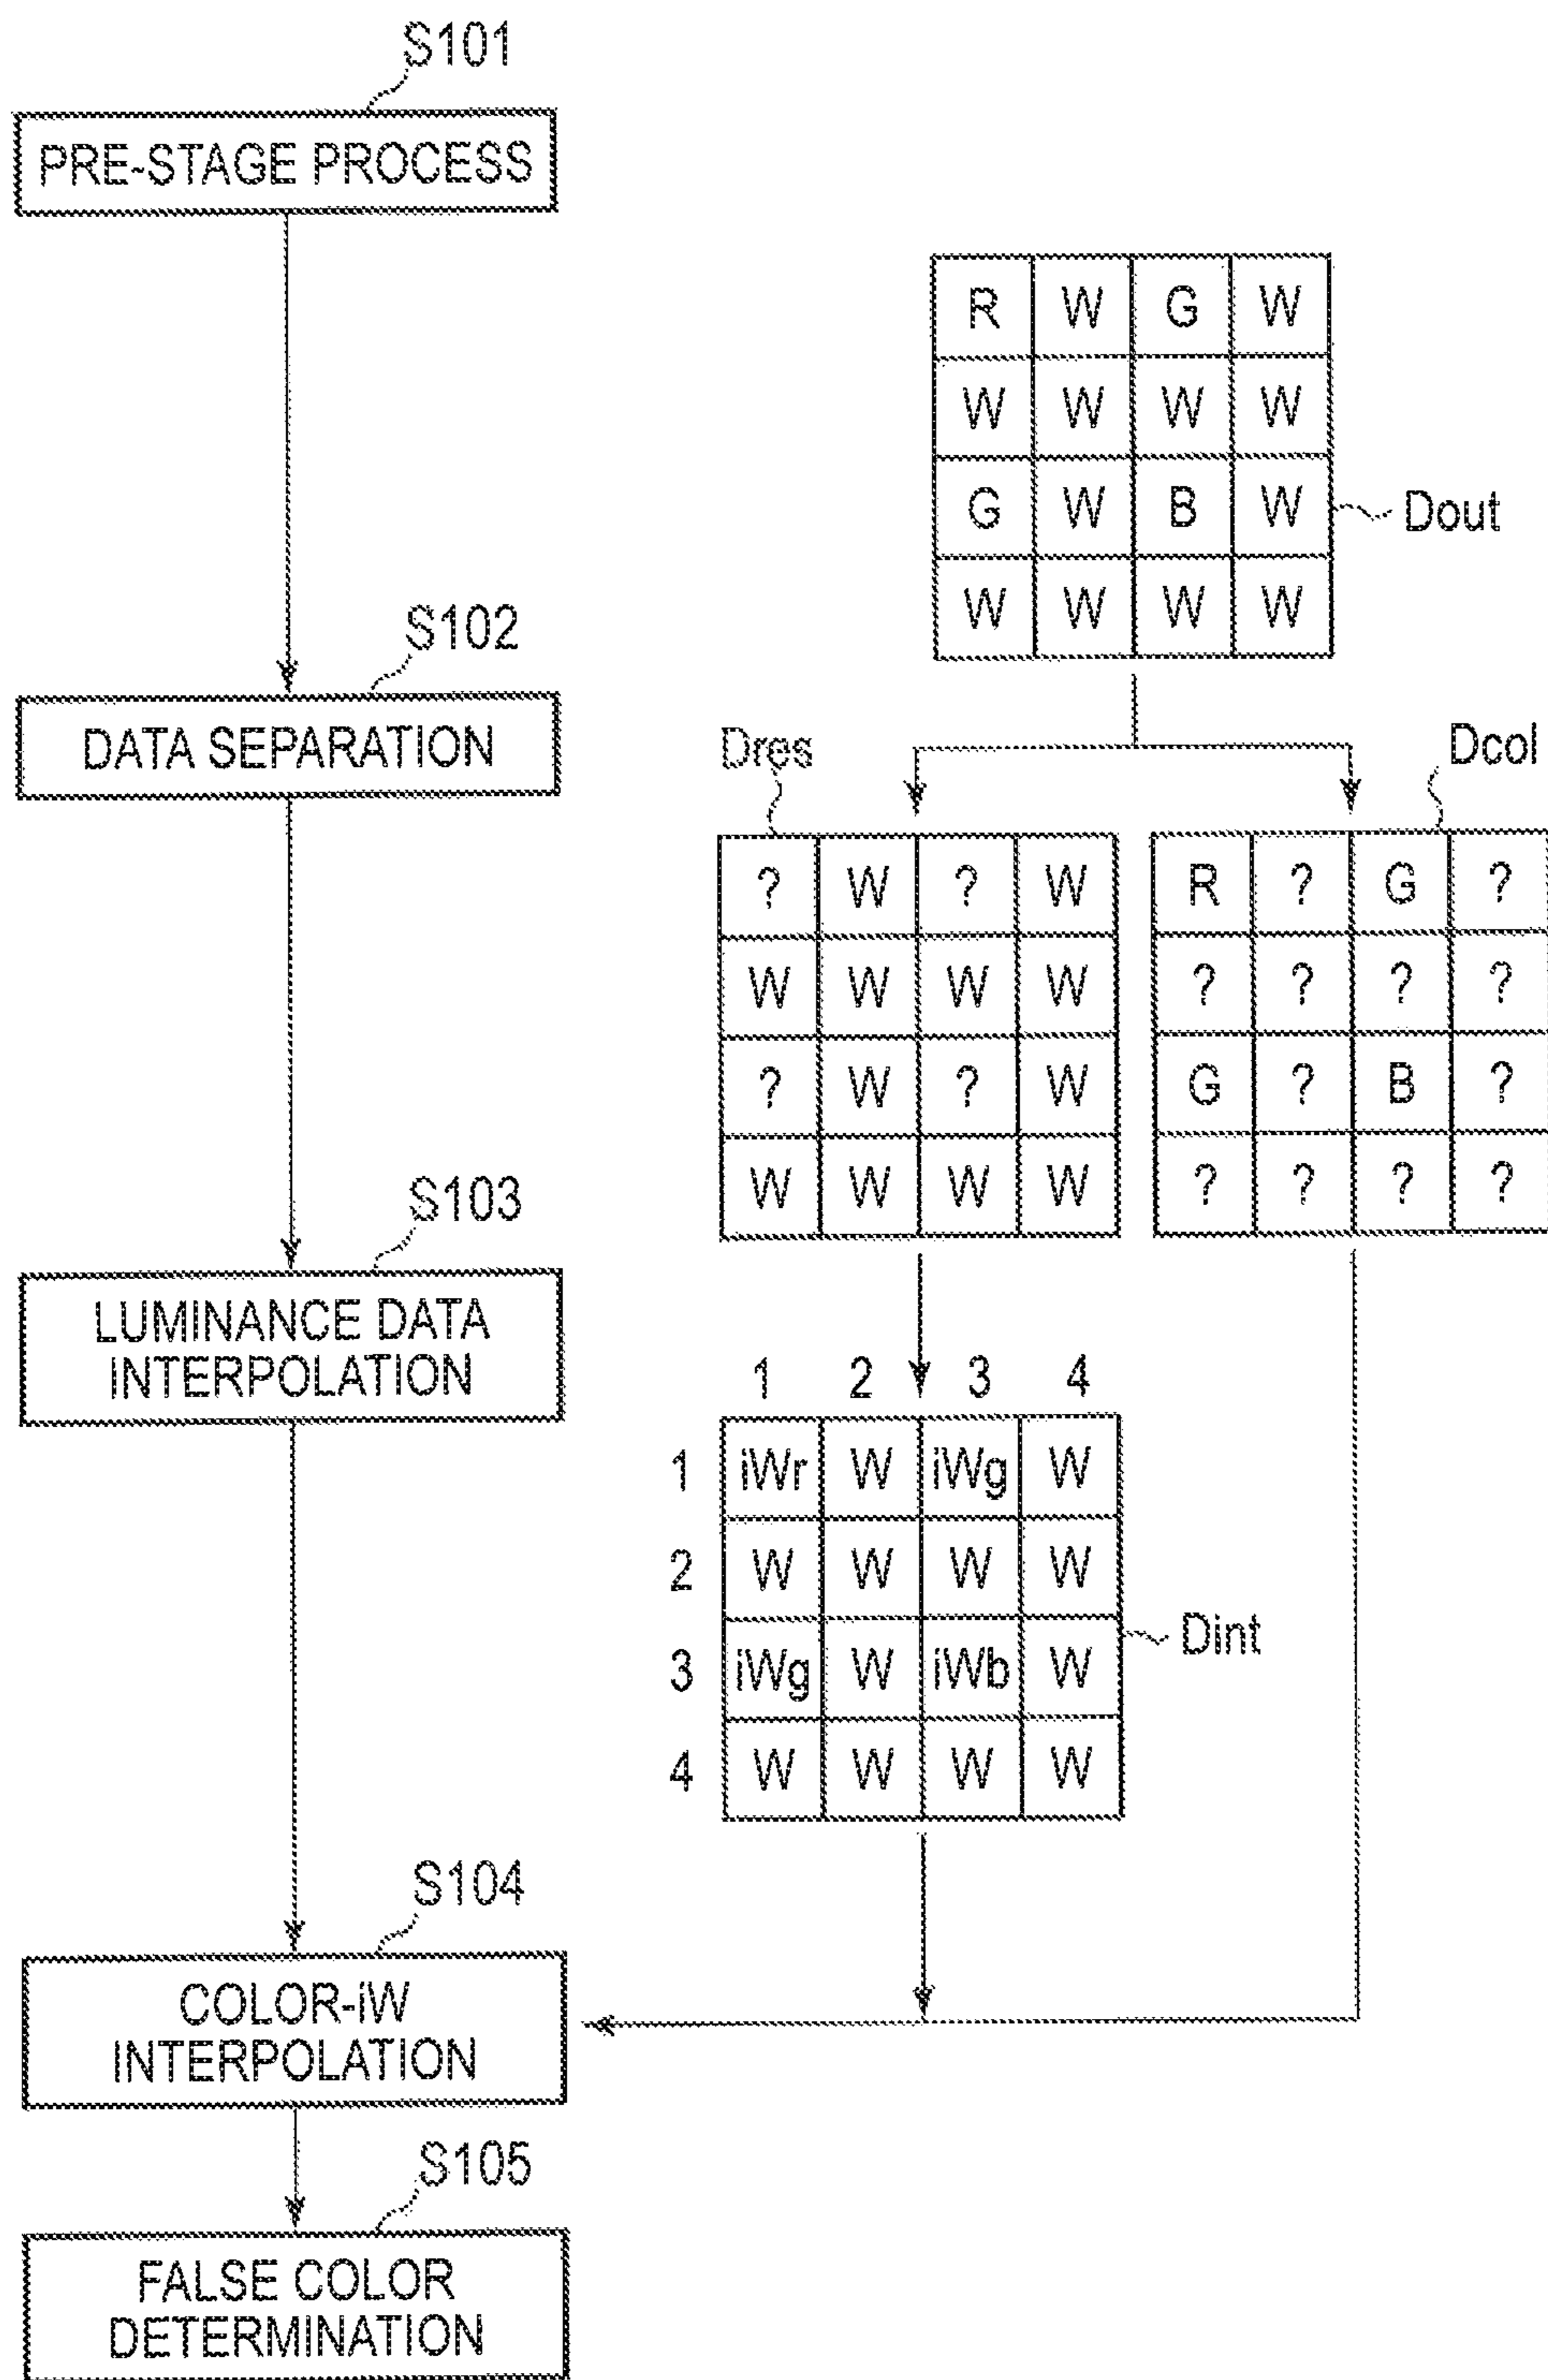 S101
PRE-STAGE PROCESS
R W G W
W W W W
G W B W
Dout
W W W W
S102
DATA SEPARATION
Dres
Dcol
? W ? W
R ? G ?
W W W W
? ? ? ?
? W ? W
G ? B ?
W W W W
? ? ? ?
S103
LUMINANCE DATA
INTERPOLATION
1 2 3 4
1 iWr W iWg W
2 W W W W
Dint
3 iWg W iWb W
4 W W W W
S104
COLOR-iW
INTERPOLATION
S105
FALSE COLOR
DETERMINATION